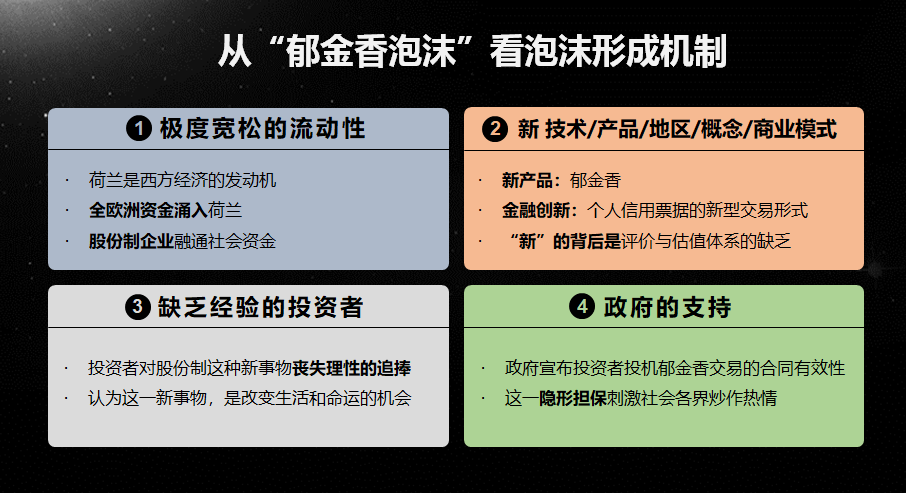 从“郁金香泡沫”看泡沫形成机制
1 极度宽松的流动性
· 荷兰是西方经济的发动机
· 全欧洲资金涌入荷兰
· 股份制企业融通社会资金
2 新 技术/产品/地区/概念/商业模式
· 新产品：郁金香
· 金融创新：个人信用票据的新型交易形式
· “新”的背后是评价与估值体系的缺乏
3 缺乏经验的投资者
· 投资者对股份制这种新事物丧失理性的追捧
· 认为这一新事物，是改变生活和命运的机会
4 政府的支持
· 政府宣布投资者投机郁金香交易的合同有效性
· 这一隐形担保刺激社会各界炒作热情